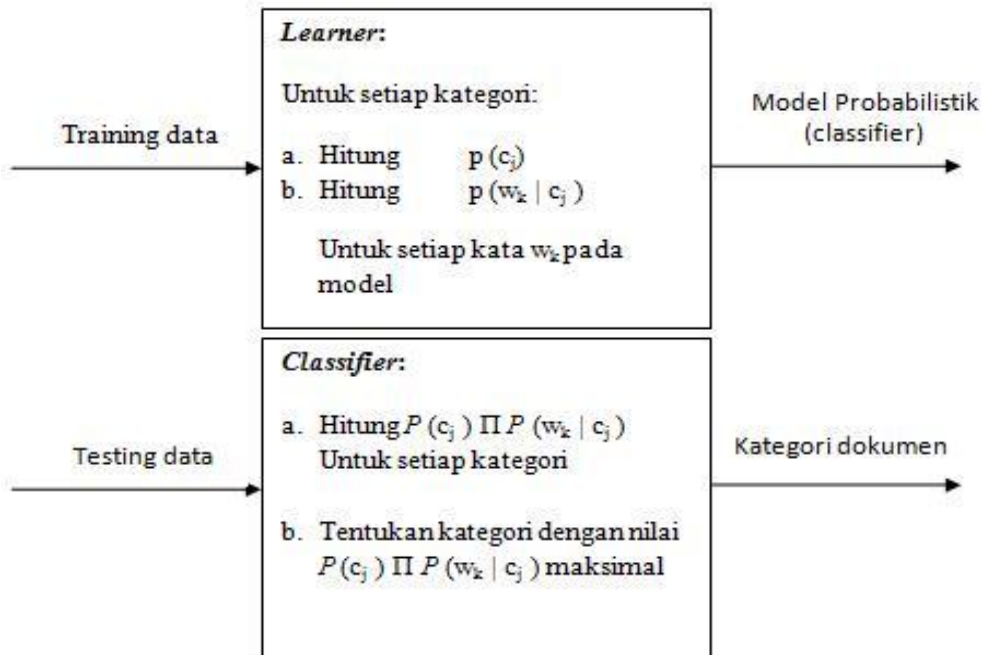 Learner:
Untuk setiap kategori:
Training data
a. Hitung p (cⱼ)
b. Hitung p (wₖ | cⱼ )
Untuk setiap kata wₖ pada
model
Model Probabilistik
(classifier)
Classifier:
a. Hitung P (cⱼ ) Π P (wₖ | cⱼ )
Untuk setiap kategori
Testing data
b. Tentukan kategori dengan nilai
P (cⱼ ) Π P (wₖ | cⱼ ) maksimal
Kategori dokumen